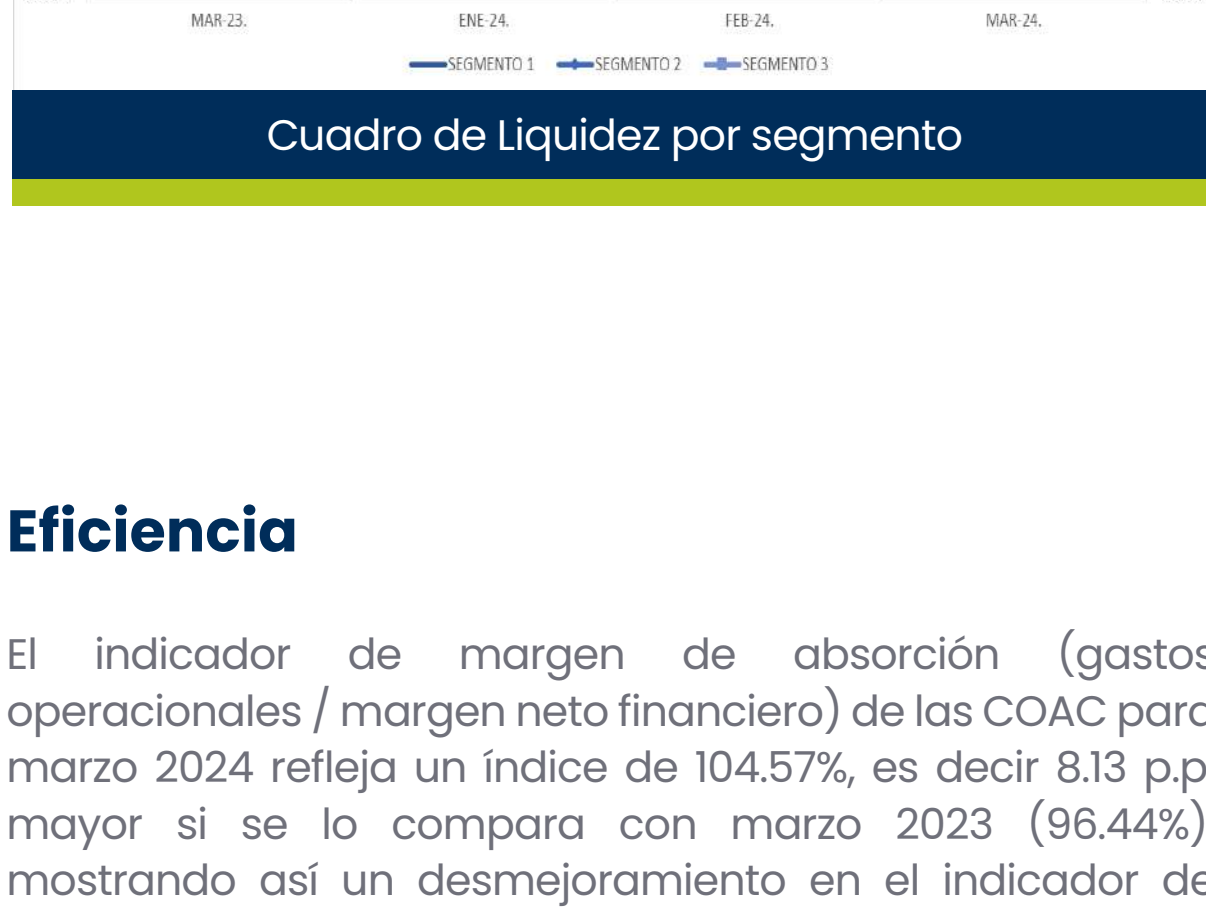 MAR-23. ENE-24. FEB-24. MAR-24.
SEGMENTO 1 SEGMENTO 2 SEGMENTO 3
Cuadro de Liquidez por segmento
Eficiencia
El indicador de margen de absorción (gastos
operacionales / margen neto financiero) de las COAC para
marzo 2024 refleja un índice de 104.57%, es decir 8.13 p.p
mayor si se lo compara con marzo 2023 (96.44%)
mostrando así un desmejoramiento en el indicador de